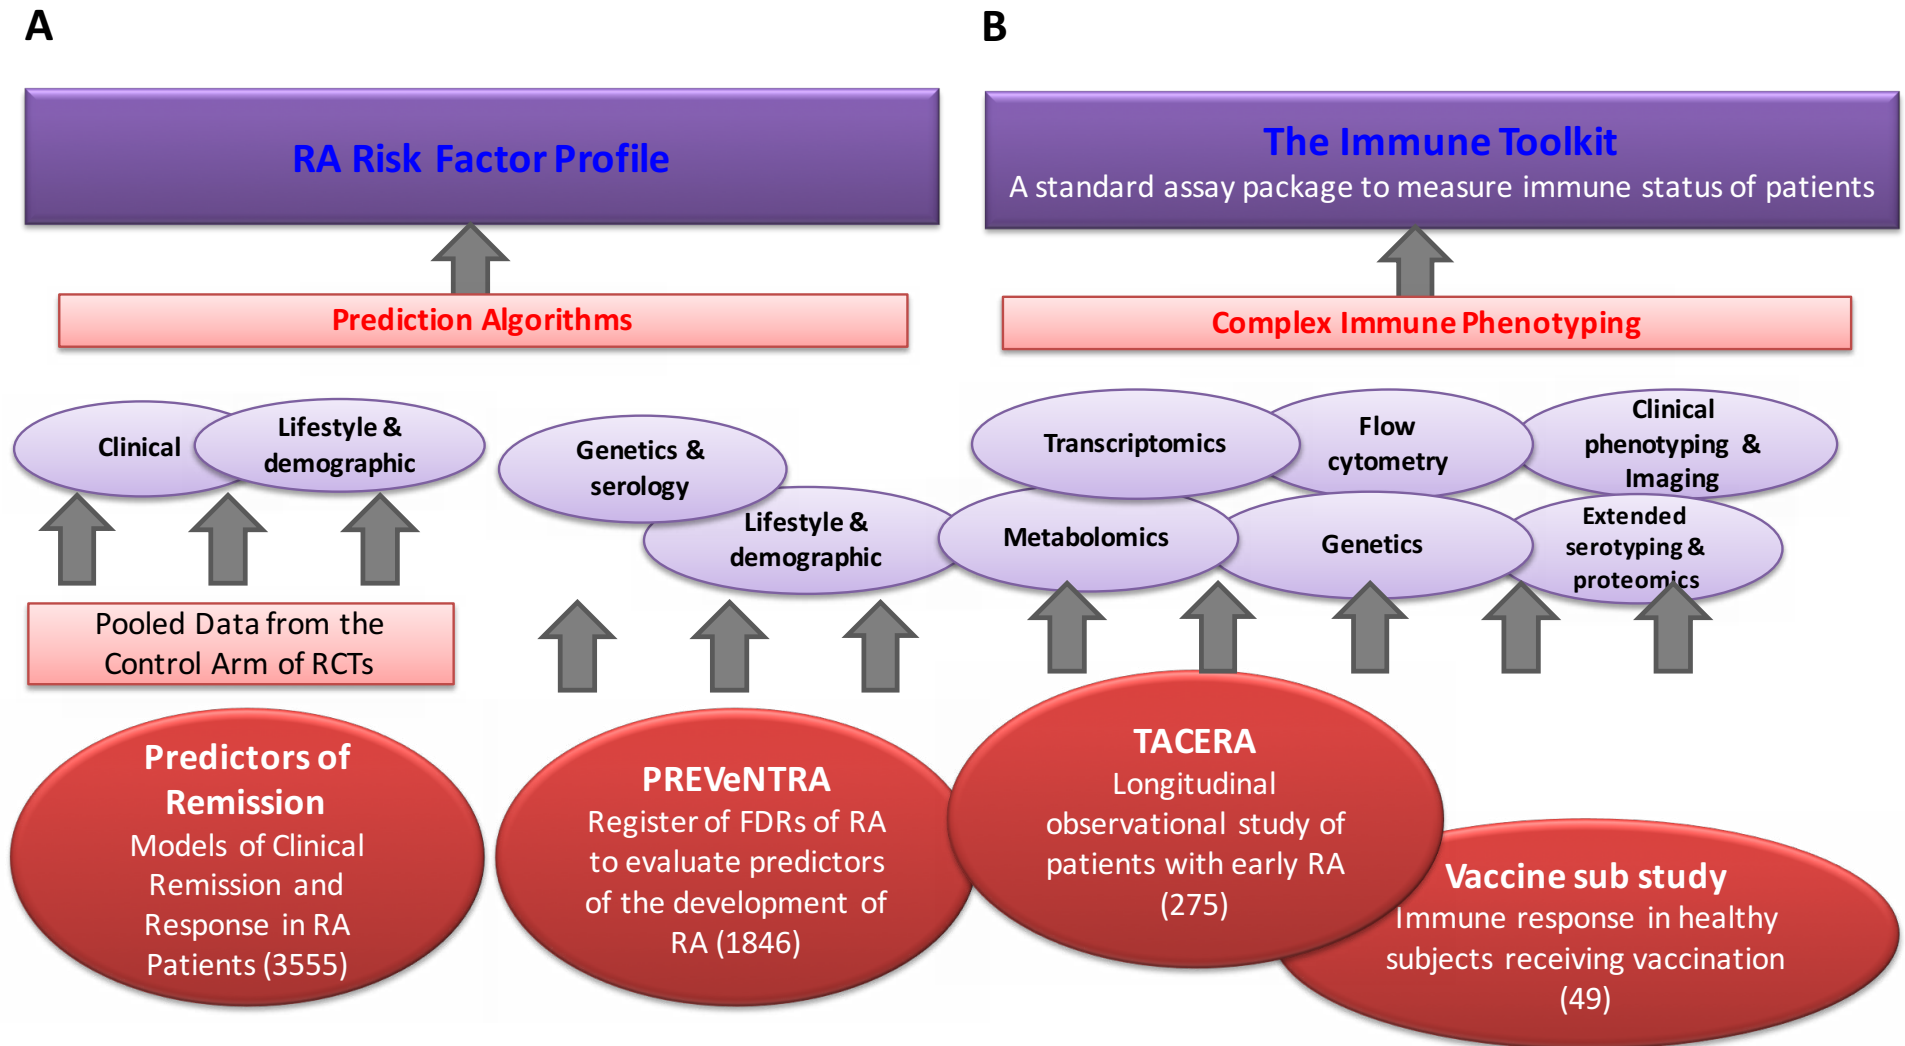 A
RA Risk Factor Profile
Prediction Algorithms
Clinical
Lifestyle &
demographic
Genetics &
serology
Lifestyle &
demographic
Pooled Data from the
Control Arm of RCTs
Predictors of
Remission
Models of Clinical
Remission and
Response in RA
Patients (3555)
PREVeNTRA
Register of FDRs of RA
to evaluate predictors
of the development of
RA (1846)
B
The Immune Toolkit
A standard assay package to measure immune status of patients
Complex Immune Phenotyping
Transcriptomics
Flow
cytometry
Clinical
phenotyping &
Imaging
Metabolomics
Genetics
Extended
serotyping &
proteomics
TACERA
Longitudinal
observational study of
patients with early RA
(275)
Vaccine sub study
Immune response in healthy
subjects receiving vaccination
(49)